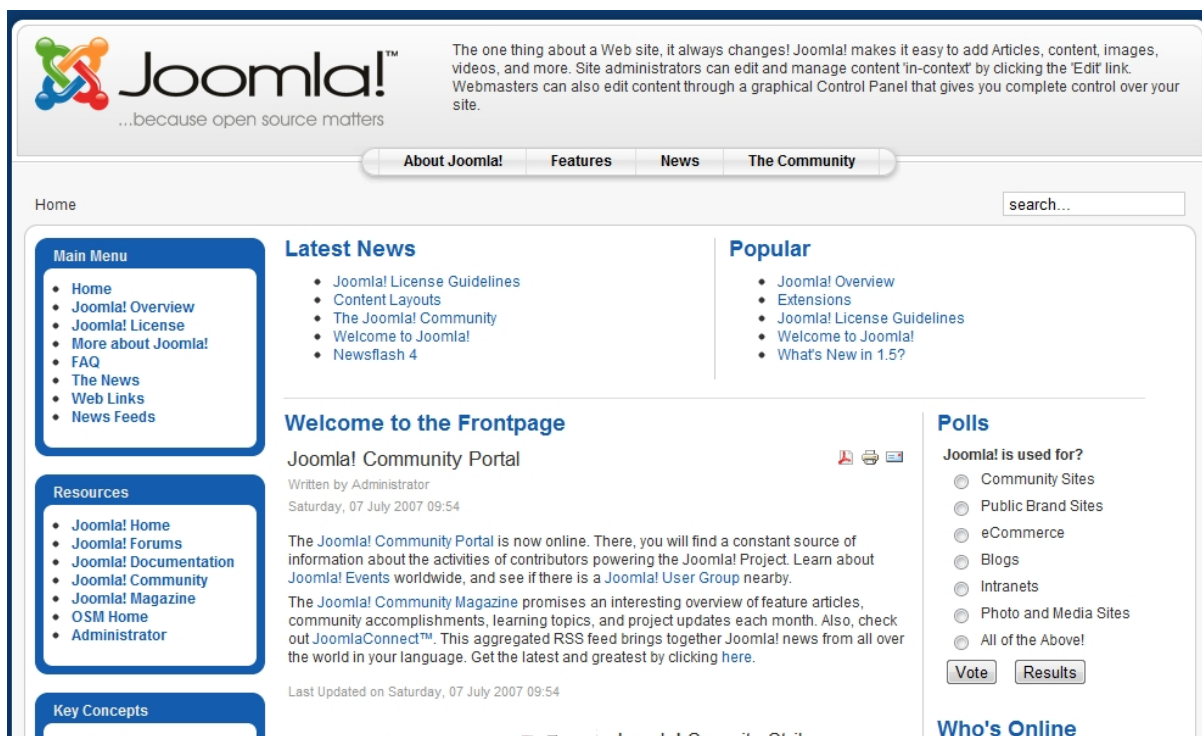 Joomla!™
...because open source matters
The one thing about a Web site, it always changes! Joomla! makes it easy to add Articles, content, images,
videos, and more. Site administrators can edit and manage content 'in-context' by clicking the 'Edit' link.
Webmasters can also edit content through a graphical Control Panel that gives you complete control over your
site.
About Joomla! Features News The Community
Home
search...
Main Menu
Home
Joomla! Overview
Joomla! License
More about Joomla!
FAQ
The News
Web Links
News Feeds
Resources
Joomla! Home
Joomla! Forums
Joomla! Documentation
Joomla! Community
Joomla! Magazine
OSM Home
Administrator
Key Concepts
Latest News
Joomla! License Guidelines
Content Layouts
The Joomla! Community
Welcome to Joomla!
Newsflash 4
Popular
Joomla! Overview
Extensions
Joomla! License Guidelines
Welcome to Joomla!
What's New in 1.5?
Welcome to the Frontpage
Joomla! Community Portal
Written by Administrator
Saturday, 07 July 2007 09:54
The Joomla! Community Portal is now online. There, you will find a constant source of
information about the activities of contributors powering the Joomla! Project. Learn about
Joomla! Events worldwide, and see if there is a Joomla! User Group nearby.
The Joomla! Community Magazine promises an interesting overview of feature articles,
community accomplishments, learning topics, and project updates each month. Also, check
out JoomlaConnect™. This aggregated RSS feed brings together Joomla! news from all over
the world in your language. Get the latest and greatest by clicking here.
Last Updated on Saturday, 07 July 2007 09:54
Polls
Joomla! is used for?
Community Sites
Public Brand Sites
eCommerce
Blogs
Intranets
Photo and Media Sites
All of the Above!
Vote Results
Who's Online